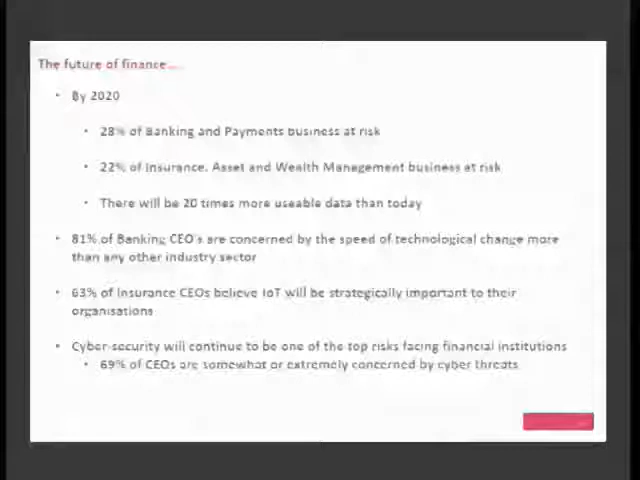 The future of finance....
• By 2020
• 28% of Banking and Payments business at risk
• 22% of Insurance, Asset and Wealth Management business at risk
• There will be 20 times more useable data than today
• 81% of Banking CEO's are concerned by the speed of technological change more
than any other industry sector
• 63% of Insurance CEOs believe IoT will be strategically important to their
organisations
• Cyber-security will continue to be one of the top risks facing financial institutions
• 69% of CEOs are somewhat or extremely concerned by cyber threats